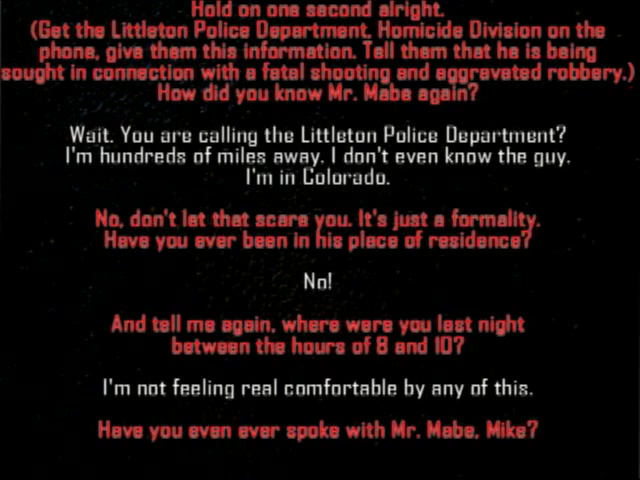 Hold on one second alright.
(Get the Littleton Police Department, Homicide Division on the
phone, give them this information. Tell them that he is being
sought in connection with a fatal shooting and aggravated robbery.)
How did you know Mr. Mabe again?
Wait. You are calling the Littleton Police Department?
I'm hundreds of miles away. I don't even know the guy.
I'm in Colorado.
No, don't let that scare you. It's just a formality.
Have you ever been in his place of residence?
No!
And tell me again, where were you last night
between the hours of 8 and 10?
I'm not feeling real comfortable by any of this.
Have you even ever spoke with Mr. Mabe, Mike?